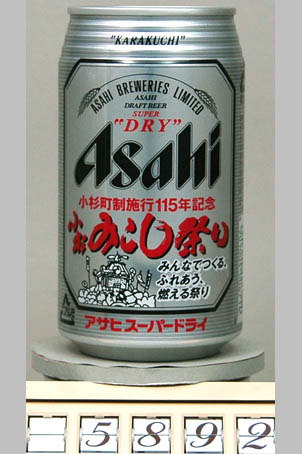 "KARAKUCHI"
ASAHI BREWERIES LIMITED
ASAHI
DRAFT BEER
SUPER
"DRY"
Asahi
小杉町制施行115年記念
小杉みこし祭り
みんなでつくる、
ふれあう、
燃える祭り
アサヒスーパードライ
5892